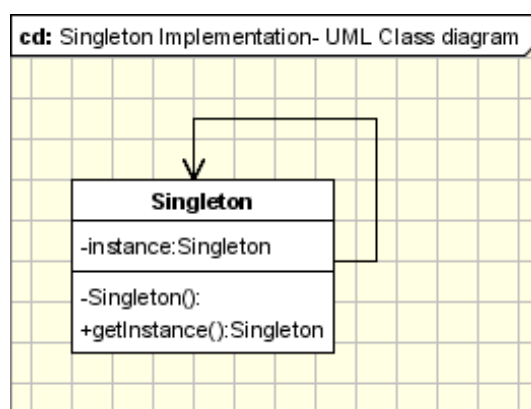 cd: Singleton Implementation- UML Class diagram
Singleton
-instance:Singleton
-Singleton():
+getInstance():Singleton